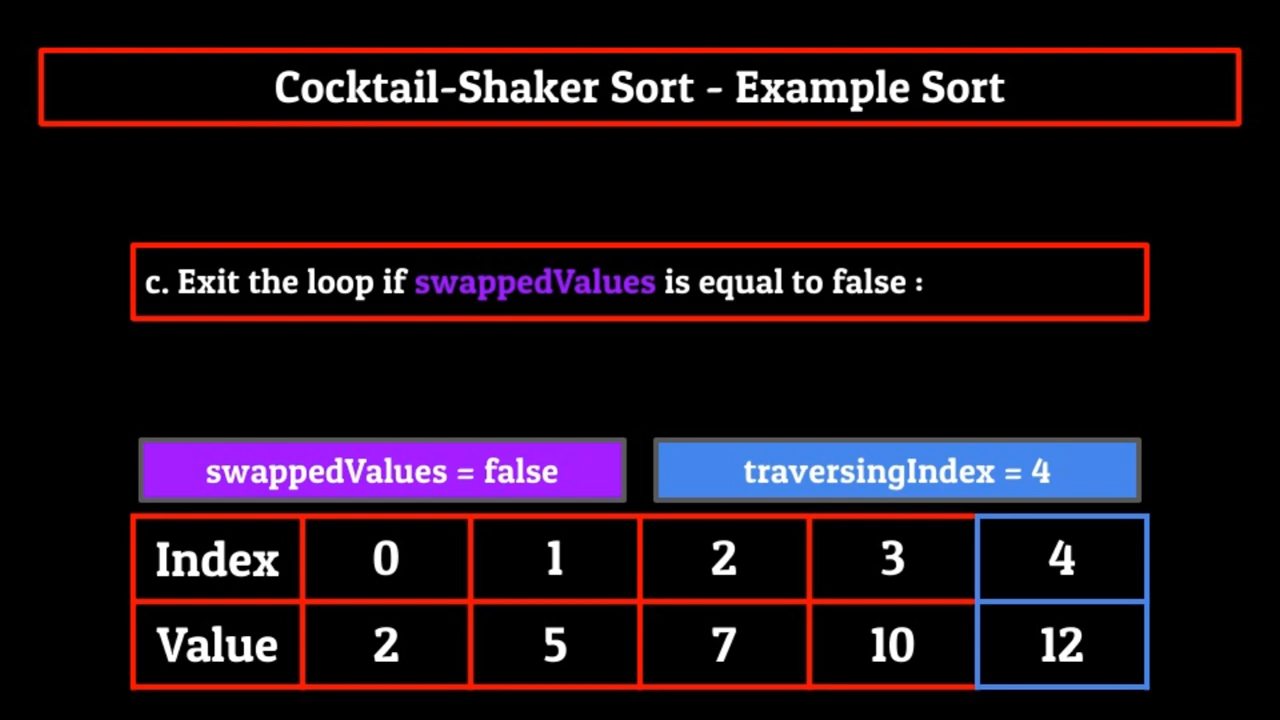 Cocktail-Shaker Sort - Example Sort
c. Exit the loop if swappedValues is equal to false :
swappedValues = false traversingIndex = 4
Index 0 1 2 3 4
Value 2 5 7 10 12